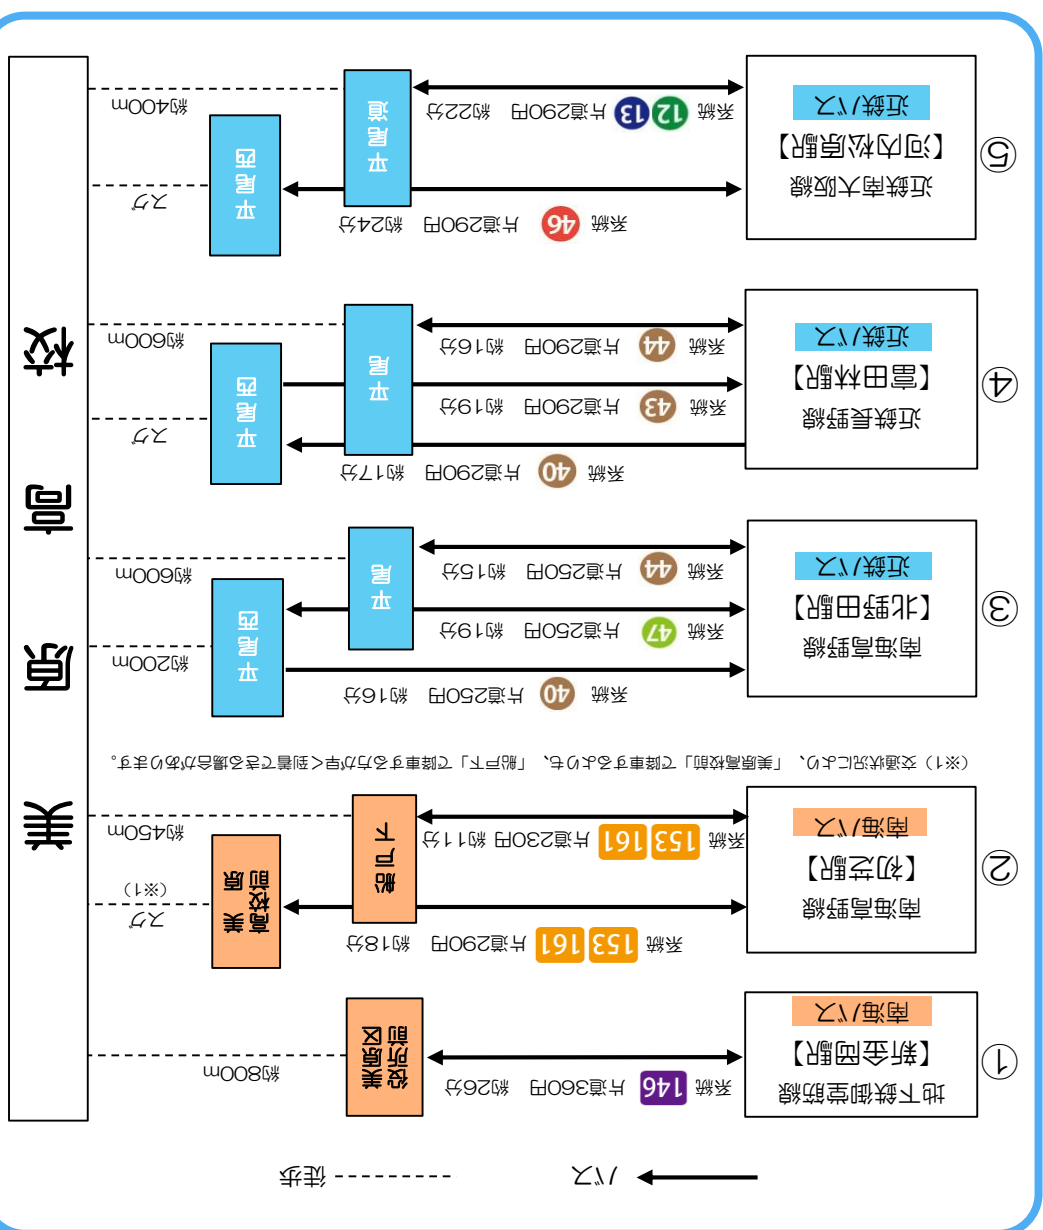 バス
徒歩
①
地下鉄御堂筋線
【新金岡駅】
南海バス
系統 146 片道360円 約26分
美原区
役所前
約800m
②
南海高野線
【初芝駅】
南海バス
系統 153 161 片道290円 約18分
美原
高校前
スグ
(※1)
系統 153 161 片道230円 約11分
船戸下
約450m
(※1) 交通状況により、「美原高校前」で降車するよりも、「船戸下」で降車する方が早く到着できる場合があります。
③
南海高野線
【北野田駅】
近鉄バス
系統 40 片道250円 約16分
系統 47 片道250円 約19分
平尾西
約200m
系統 44 片道250円 約15分
平尾
約600m
④
近鉄長野線
【富田林駅】
近鉄バス
系統 40 片道290円 約17分
系統 43 片道290円 約19分
平尾西
スグ
系統 44 片道290円 約16分
平尾
約600m
⑤
近鉄南大阪線
【河内松原駅】
近鉄バス
系統 46 片道290円 約24分
平尾西
スグ
系統 12 13 片道290円 約22分
平尾道
約400m
美原高校